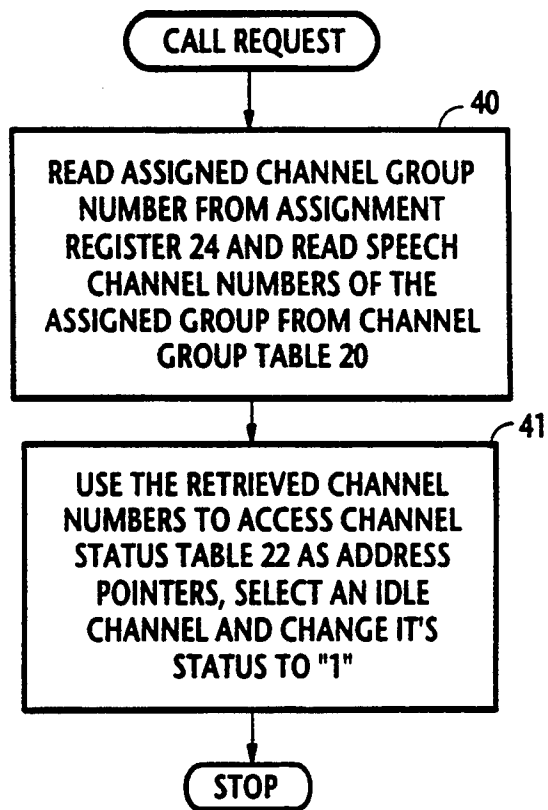 CALL REQUEST
40
READ ASSIGNED CHANNEL GROUP
NUMBER FROM ASSIGNMENT
REGISTER 24 AND READ SPEECH
CHANNEL NUMBERS OF THE
ASSIGNED GROUP FROM CHANNEL
GROUP TABLE 20
41
USE THE RETRIEVED CHANNEL
NUMBERS TO ACCESS CHANNEL
STATUS TABLE 22 AS ADDRESS
POINTERS, SELECT AN IDLE
CHANNEL AND CHANGE IT'S
STATUS TO "1"
STOP